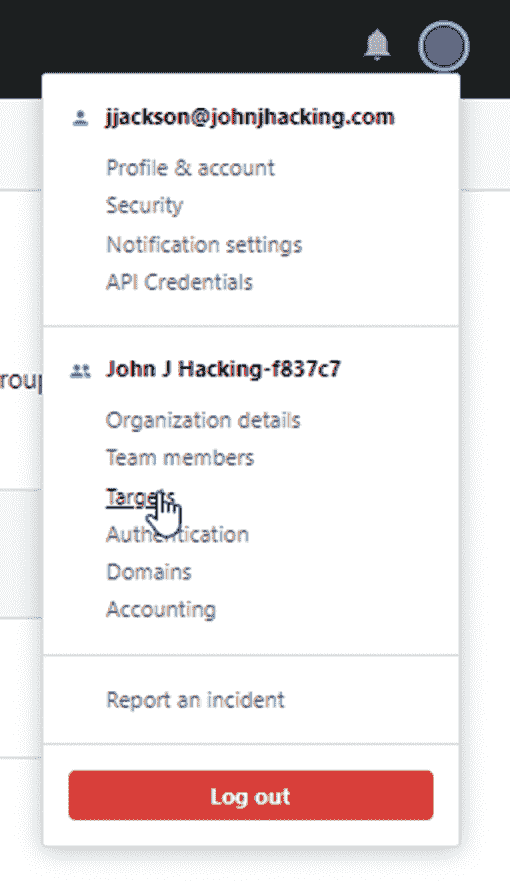 jjackson@johnjhacking.com
Profile & account
Security
Notification settings
API Credentials
roup
John J Hacking-f837c7
Organization details
Team members
Targets
Authentication
Domains
Accounting
Report an incident
Log out